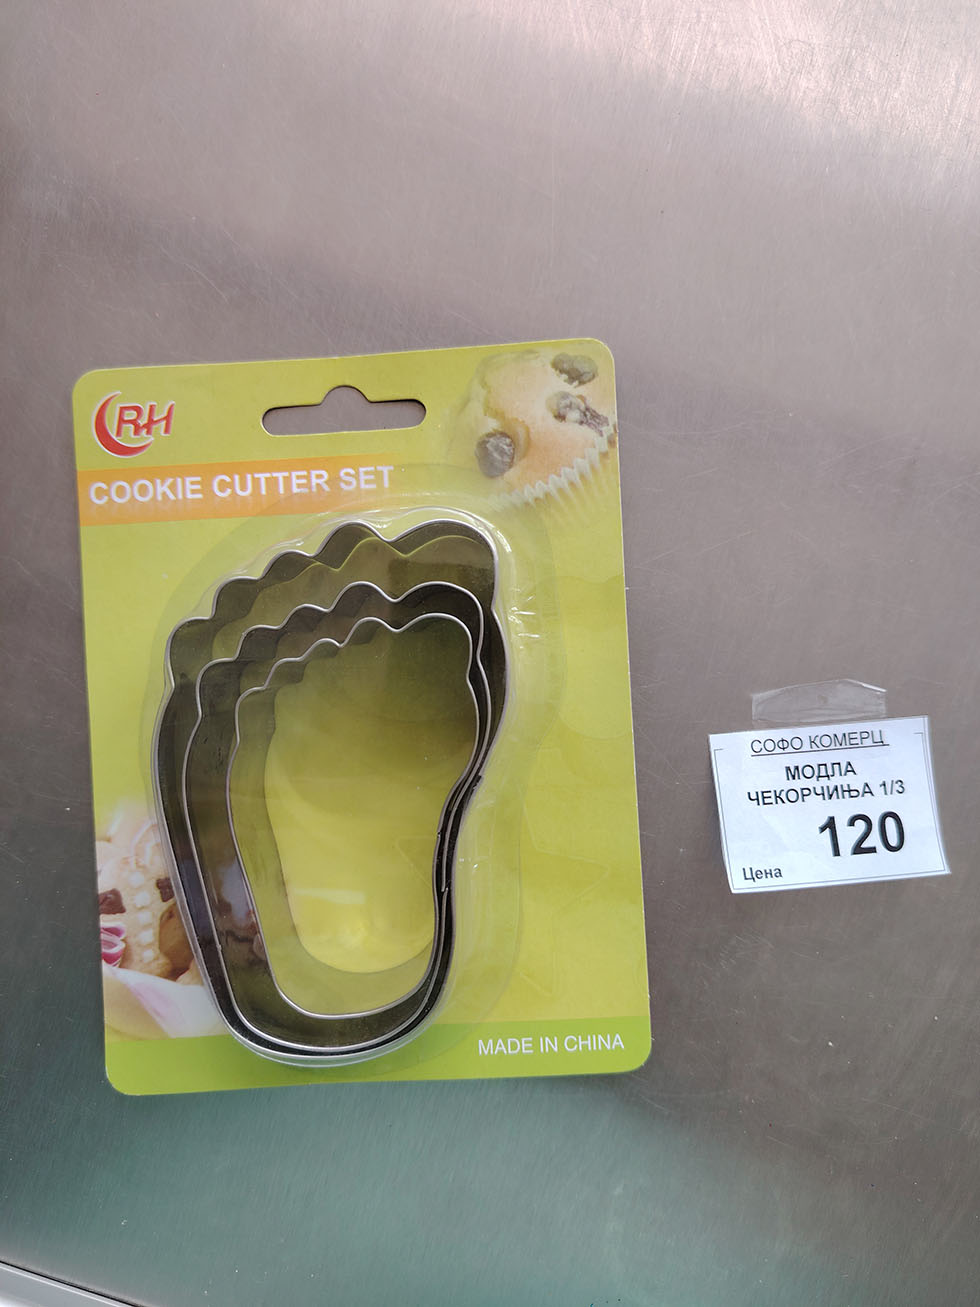 RH
COOKIE CUTTER SET
MADE IN CHINA
СОФО КОМЕРЦ
МОДЛА
ЧЕКОРЧИЊА 1/3
120
Цена